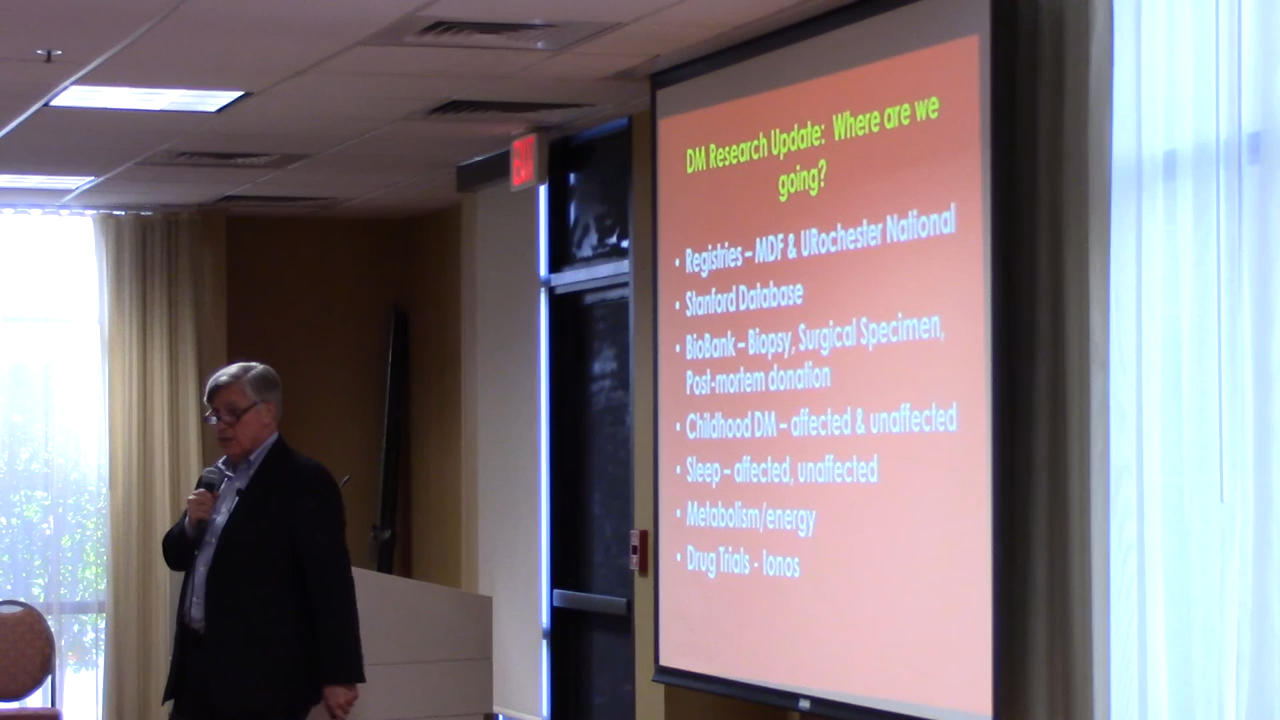 EXIT
DM Research Update: Where are we
going?
• Registries – MDF & URochester National
• Stanford Database
• BioBank – Biopsy, Surgical Specimen,
Post-mortem donation
• Childhood DM – affected & unaffected
• Sleep – affected, unaffected
• Metabolism/energy
• Drug Trials - Ionos